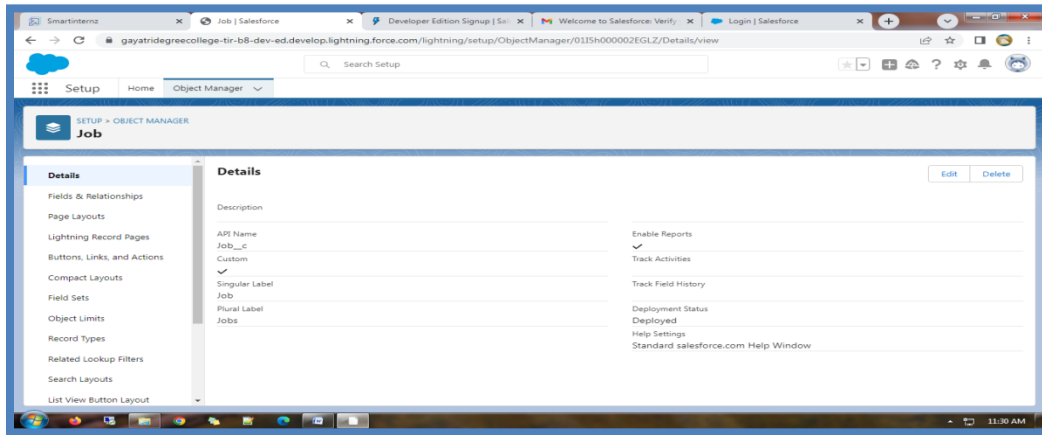 Smartinternz
Job | Salesforce
Developer Edition Signup | Sal
Welcome to Salesforce: Verify
Login | Salesforce
gayatridegreecollege-tir-b8-dev-ed.develop.lightning.force.com/lightning/setup/ObjectManager/01I5h000002EGLZ/Details/view
Search Setup
Setup Home Object Manager
SETUP > OBJECT MANAGER
Job
Details
Fields & Relationships
Page Layouts
Lightning Record Pages
Buttons, Links, and Actions
Compact Layouts
Field Sets
Object Limits
Record Types
Related Lookup Filters
Search Layouts
List View Button Layout
Details
Edit Delete
Description
API Name
Job__c
Custom
Singular Label
Job
Plural Label
Jobs
Enable Reports
Track Activities
Track Field History
Deployment Status
Deployed
Help Settings
Standard salesforce.com Help Window
11:30 AM